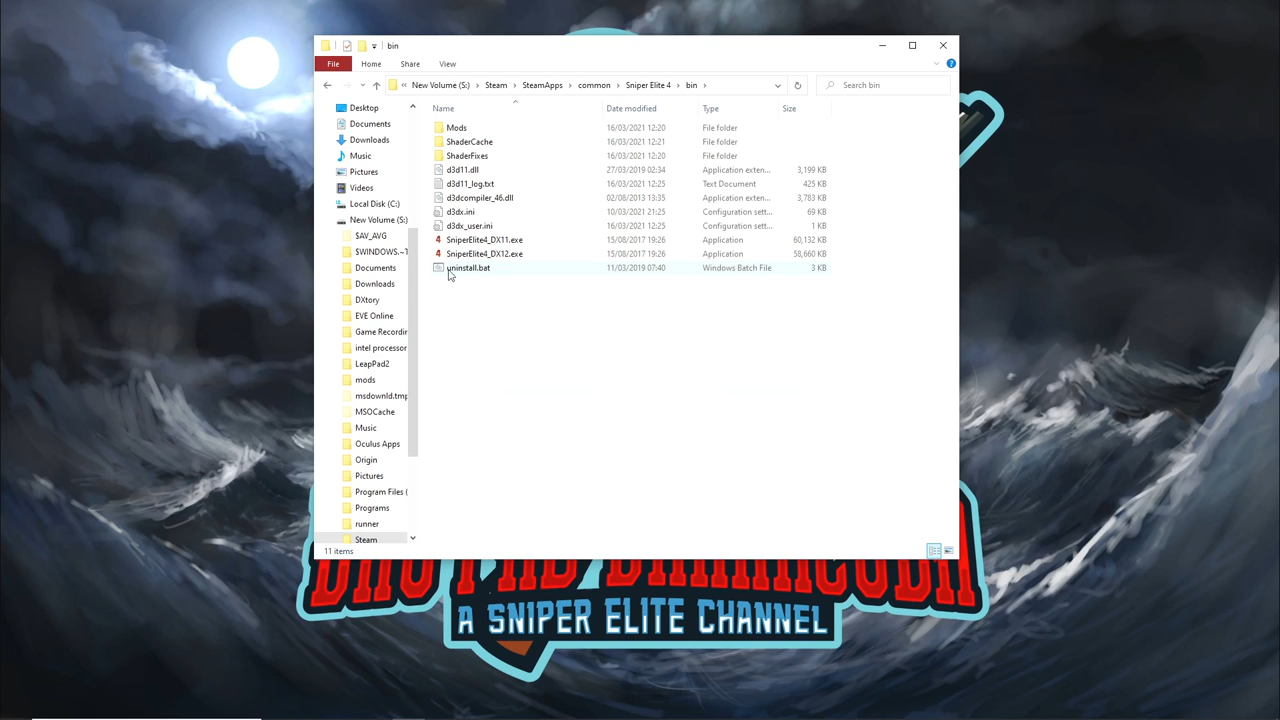 bin
File Home Share View
« New Volume (S:) › Steam › SteamApps › common › Sniper Elite 4 › bin ›
Search bin
Name Date modified Type Size
Desktop
Documents
Downloads
Music
Pictures
Videos
Local Disk (C:)
New Volume (S:)
$AV_AVG
$WINDOWS.~T
Documents
Downloads
DXtory
EVE Online
Game Recordin
intel processor
LeapPad2
mods
msdownld.tmp
MSOCache
Music
Oculus Apps
Origin
Pictures
Program Files (
Programs
runner
Steam
Mods 16/03/2021 12:20 File folder
ShaderCache 16/03/2021 12:21 File folder
ShaderFixes 16/03/2021 12:20 File folder
d3d11.dll 27/03/2019 02:34 Application exten... 3,199 KB
d3d11_log.txt 16/03/2021 12:25 Text Document 425 KB
d3dcompiler_46.dll 02/08/2013 13:35 Application exten... 3,783 KB
d3dx.ini 10/03/2021 21:25 Configuration sett... 69 KB
d3dx_user.ini 16/03/2021 12:25 Configuration sett... 1 KB
SniperElite4_DX11.exe 15/08/2017 19:26 Application 60,132 KB
SniperElite4_DX12.exe 15/08/2017 19:26 Application 58,660 KB
uninstall.bat 11/03/2019 07:40 Windows Batch File 3 KB
11 items
A SNIPER ELITE CHANNEL